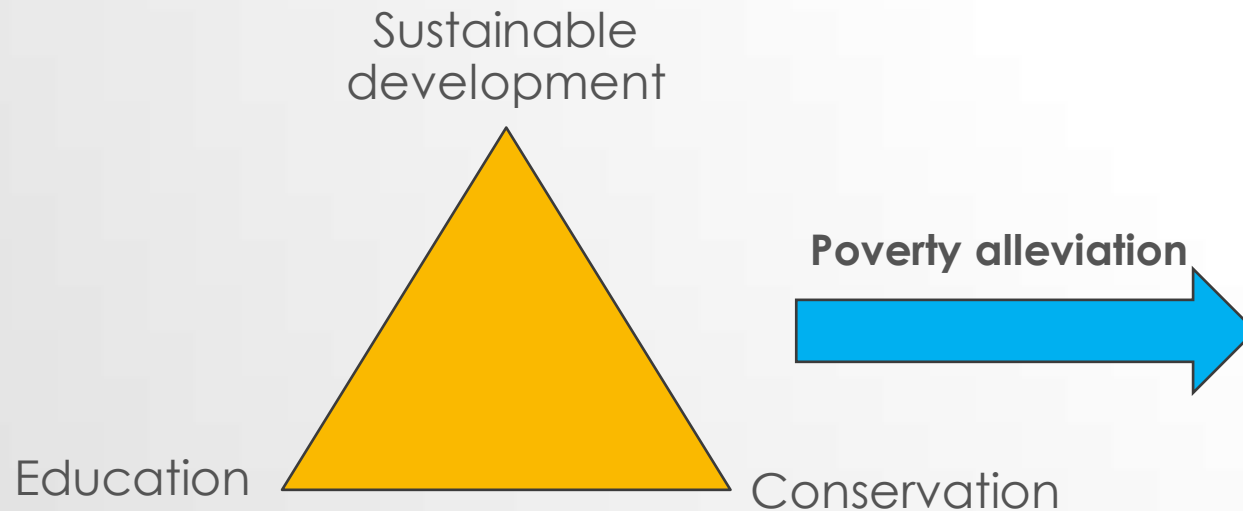 Sustainable
development
Poverty alleviation
Education
Conservation